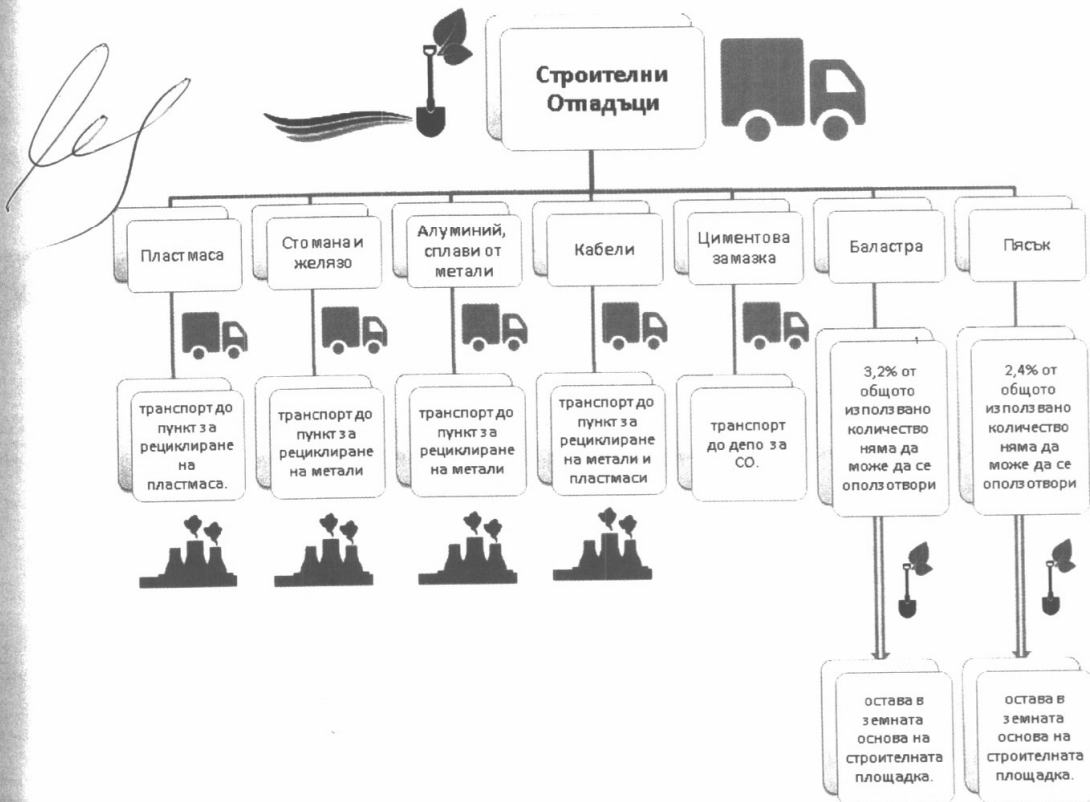 Строителни
Отпадъци
Пластмаса
Стомана и
желязо
Алуминий,
сплави от
метали
Кабели
Циментова
замазка
Баластра
Пясък
транспорт до
пункт за
рециклиране
на
пластмаса.
транспорт до
пункт за
рециклиране
на метали
транспорт до
пункт за
рециклиране
на метали
транспорт до
пункт за
рециклиране
на метали и
пластмаси
транспорт
до депо за
СО.
3,2% от
общото
използвано
количество
няма да
може да се
оползотвори
2,4% от
общото
използвано
количество
няма да
може да се
оползотвори
остава в
земната
основа на
строителната
площадка.
остава в
земната
основа на
строителната
площадка.